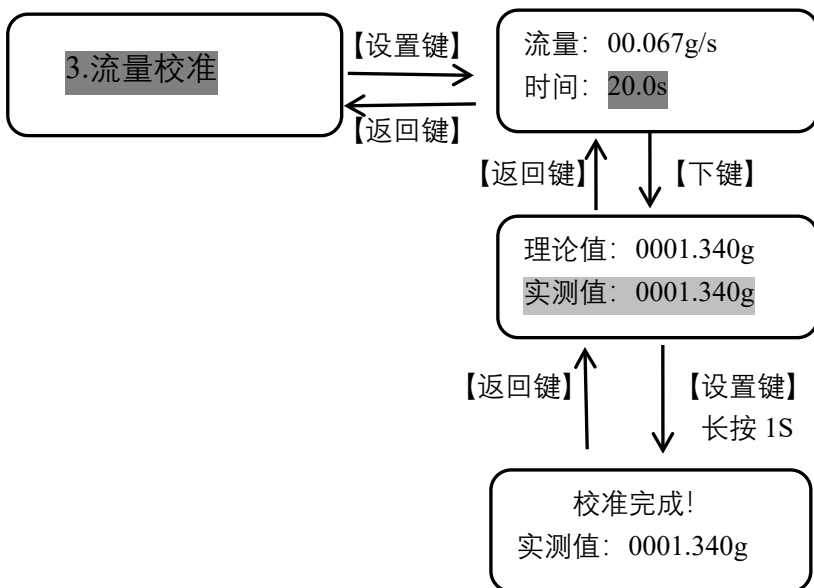 3.流量校准
【设置键】
【返回键】
流量：00.067g/s
时间：20.0s
【返回键】
【下键】
理论值：0001.340g
实测值：0001.340g
【返回键】
【设置键】
长按 1S
校准完成！
实测值：0001.340g